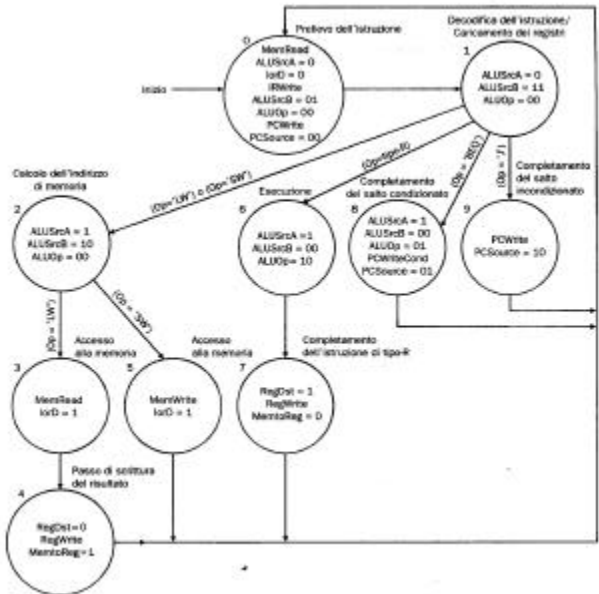 Prelievo dell'istruzione
0
MemRead
ALUSrcA = 0
IorD = 0
IRWrite
ALUSrcB = 01
ALUOp = 00
PCWrite
PCSource = 00
Inizio
Decodifica dell'istruzione/
Caricamento dei registri
1
ALUSrcA = 0
ALUSrcB = 11
ALUOp = 00
(Op='LW') o (Op='SW')
(Op=tipo-R)
(Op = 'J')
Calcolo dell'indirizzo
di memoria
2
ALUSrcA = 1
ALUSrcB = 10
ALUOp = 00
Esecuzione
6
ALUSrcA =1
ALUSrcB = 00
ALUOp= 10
Completamento
del salto condizionato
8
ALUSrcA = 1
ALUSrcB = 00
ALUOp = 01
PCWriteCond
PCSource = 01
Completamento
del salto
incondizionato
9
PCWrite
PCSource = 10
(Op = 'LW')
(Op = 'SW')
Accesso
alla memoria
3
MemRead
IorD = 1
Accesso
alla memoria
5
MemWrite
IorD = 1
Completamento
dell'istruzione di tipo-R
7
RegDst = 1
RegWrite
MemtoReg = 0
Passo di scrittura
del risultato
4
RegDst=0
RegWrite
MemtoReg=1